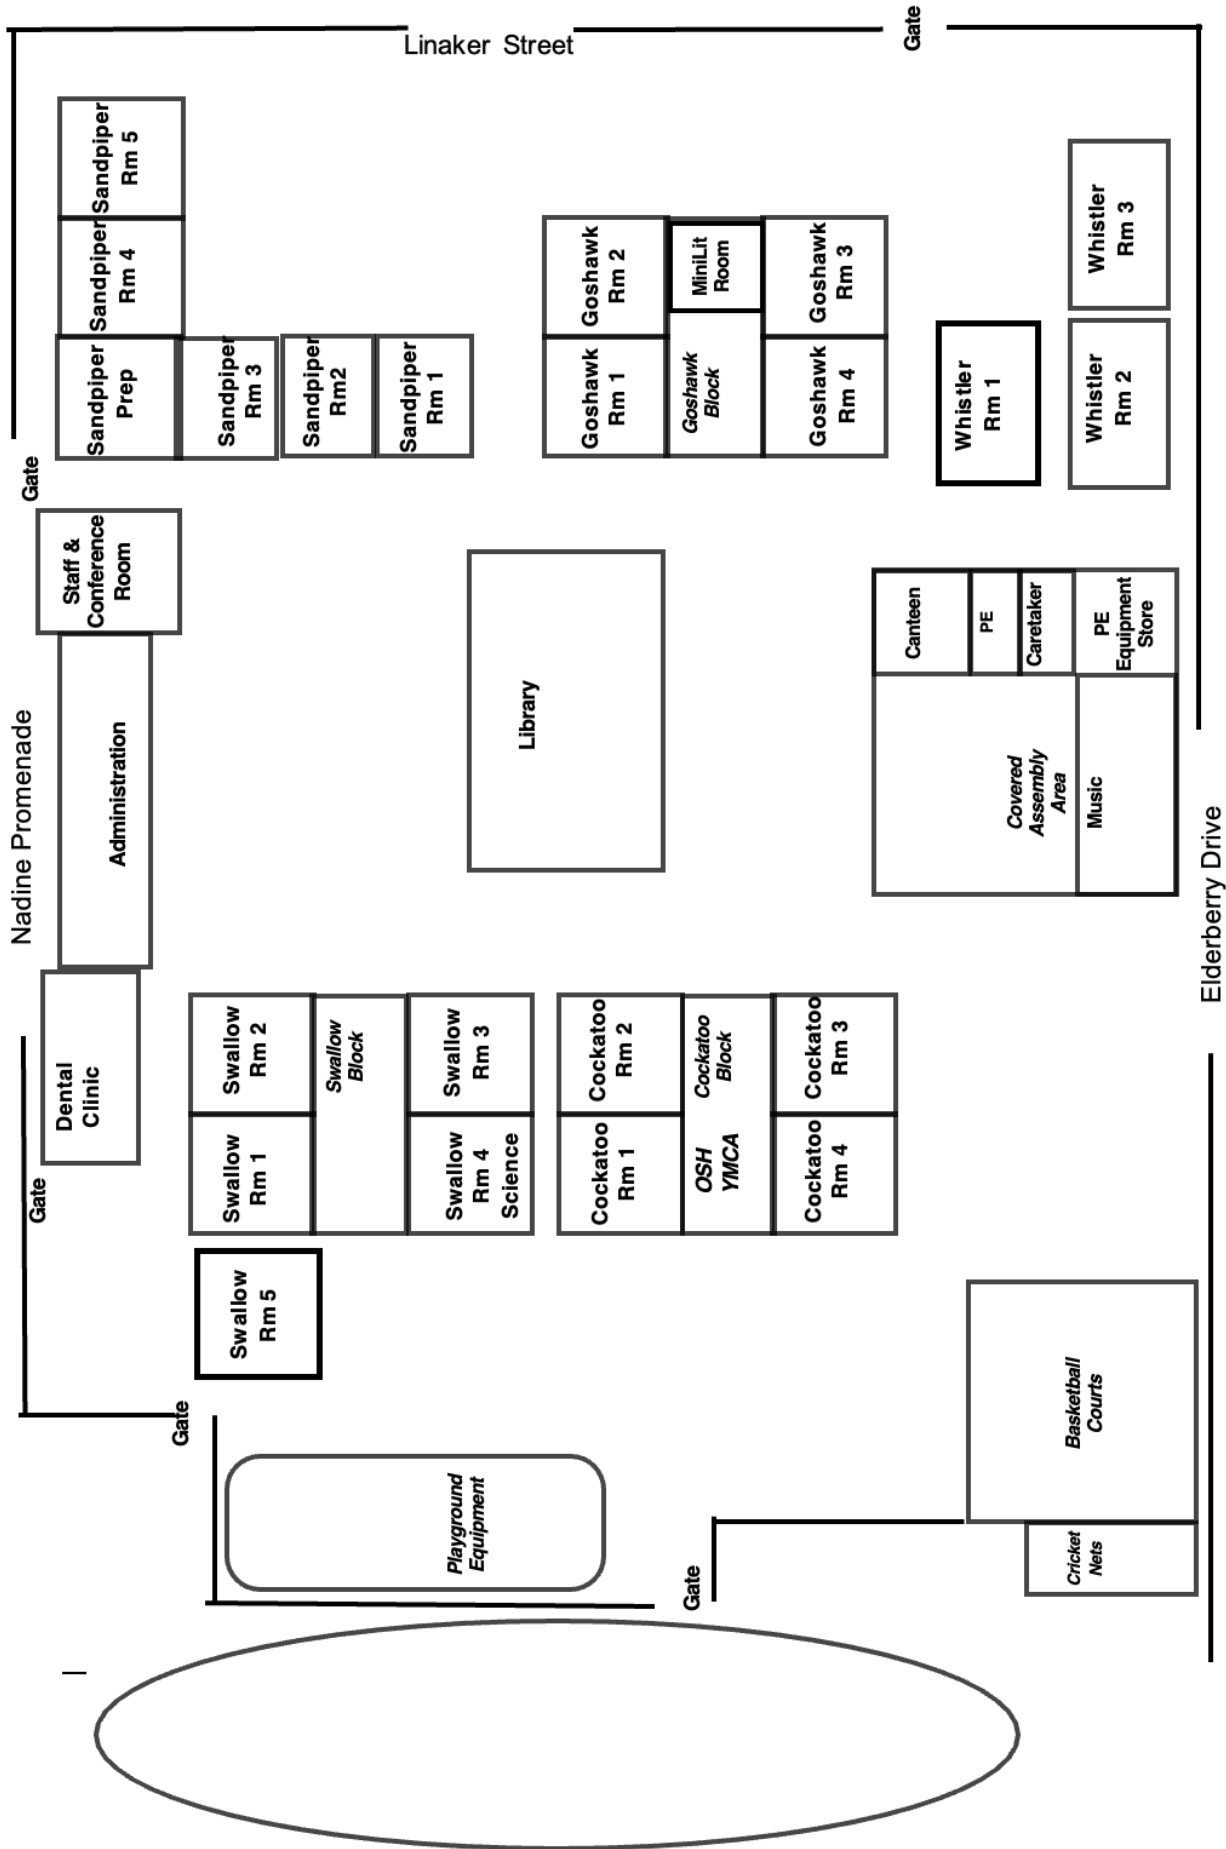 Linaker Street
Gate
Sandpiper
Rm 5
Sandpiper
Rm 4
Sandpiper
Prep
Sandpiper
Rm 3
Sandpiper
Rm2
Sandpiper
Rm 1
Goshawk
Rm 2
MiniLit
Room
Goshawk
Rm 3
Goshawk
Rm 1
Goshawk
Block
Goshawk
Rm 4
Whistler
Rm 3
Whistler
Rm 1
Whistler
Rm 2
Gate
Staff &
Conference
Room
Nadine Promenade
Administration
Library
Canteen
PE
Caretaker
PE
Equipment
Store
Covered
Assembly
Area
Music
Elderberry Drive
Dental
Clinic
Gate
Swallow
Rm 2
Swallow
Block
Swallow
Rm 3
Swallow
Rm 1
Swallow
Rm 4
Science
Cockatoo
Rm 2
Cockatoo
Block
Cockatoo
Rm 3
Cockatoo
Rm 1
OSH
YMCA
Cockatoo
Rm 4
Swallow
Rm 5
Gate
Playground
Equipment
Gate
Basketball
Courts
Cricket
Nets